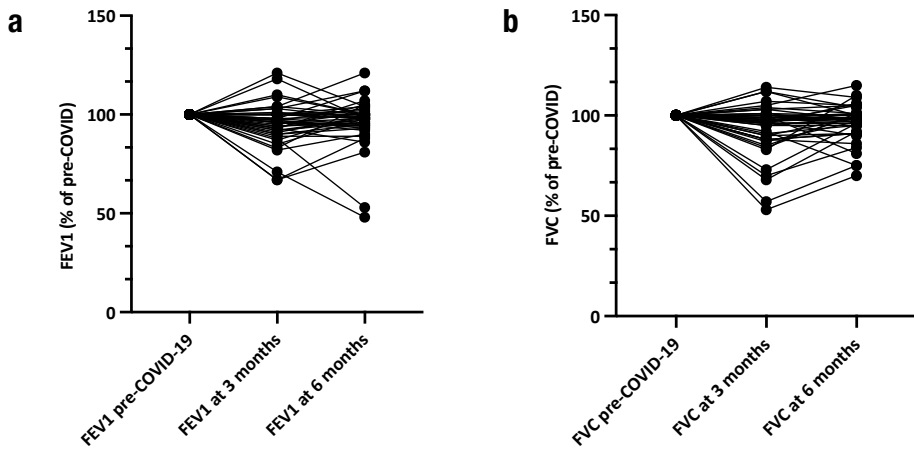 a
FEV1 (% of pre-COVID)
150
100
50
0
FEV1 pre-COVID-19
FEV1 at 3 months
FEV1 at 6 months
b
FVC (% of pre-COVID)
150
100
50
0
FVC pre-COVID-19
FVC at 3 months
FVC at 6 months